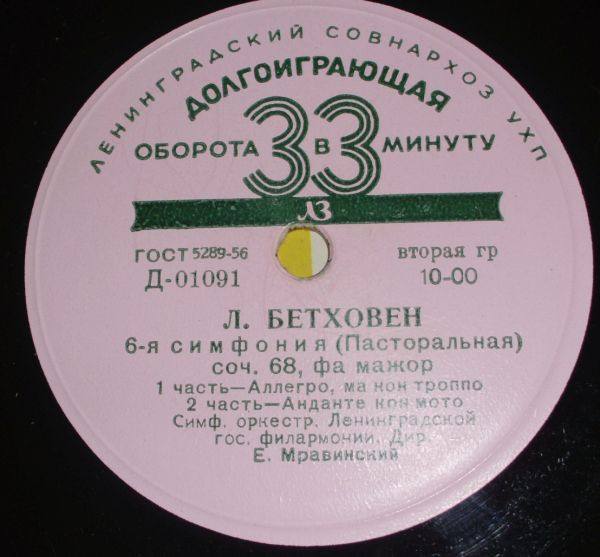 ЛЕНИНГРАДСКИЙ СОВНАРХОЗ УХП
ДОЛГОИГРАЮЩАЯ
ОБОРОТА 33 В МИНУТУ
ЛЗ
ГОСТ 5289-56
Д-01091
вторая гр
10-00
Л. БЕТХОВЕН
6-я симфония (Пасторальная)
соч. 68, фа мажор
1 часть—Аллегро, ма нон троппо
2 часть—Анданте кон мото
Симф. оркестр. Ленинградской
гос. филармонии. Дир.
Е. Мравинский